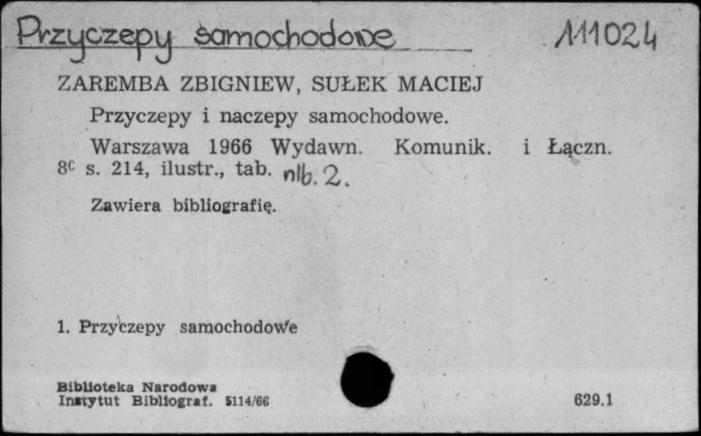 Przyczepy samochodowe 111024
ZAREMBA ZBIGNIEW, SUŁEK MACIEJ
Przyczepy i naczepy samochodowe.
Warszawa 1966 Wydawn. Komunik. i Łączn.
8° s. 214, ilustr., tab. nlb. 2.
Zawiera bibliografię.
1. Przyczepy samochodowe
Biblioteka Narodowa
Instytut Bibliograf. 5114/66 629.1